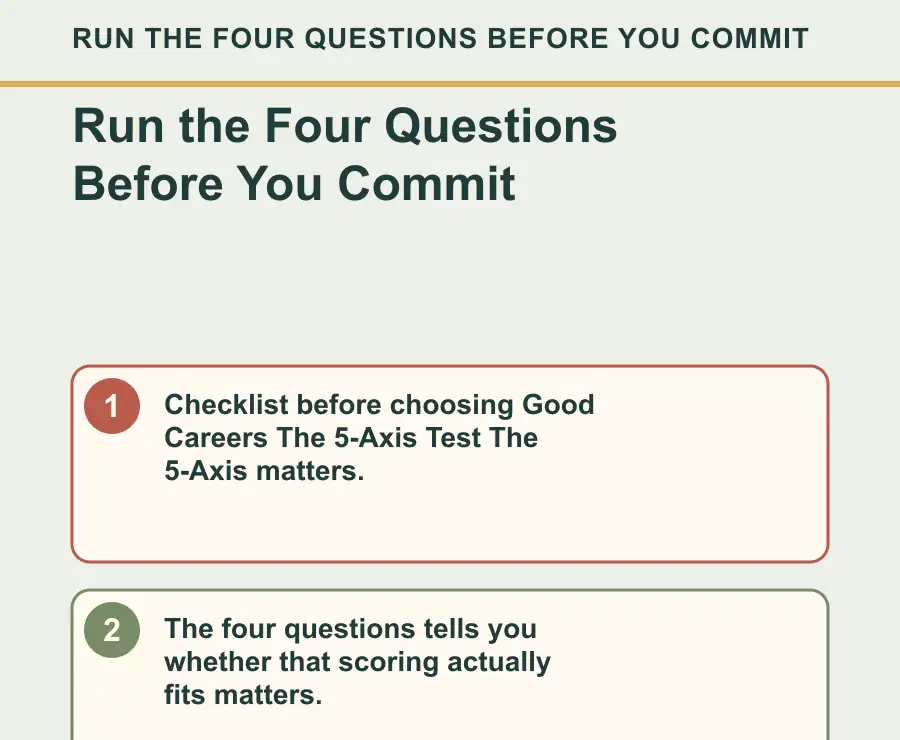 RUN THE FOUR QUESTIONS BEFORE YOU COMMIT
Run the Four Questions
Before You Commit
1
Checklist before choosing Good
Careers The 5-Axis Test The
5-Axis matters.
2
The four questions tells you
whether that scoring actually
fits matters.